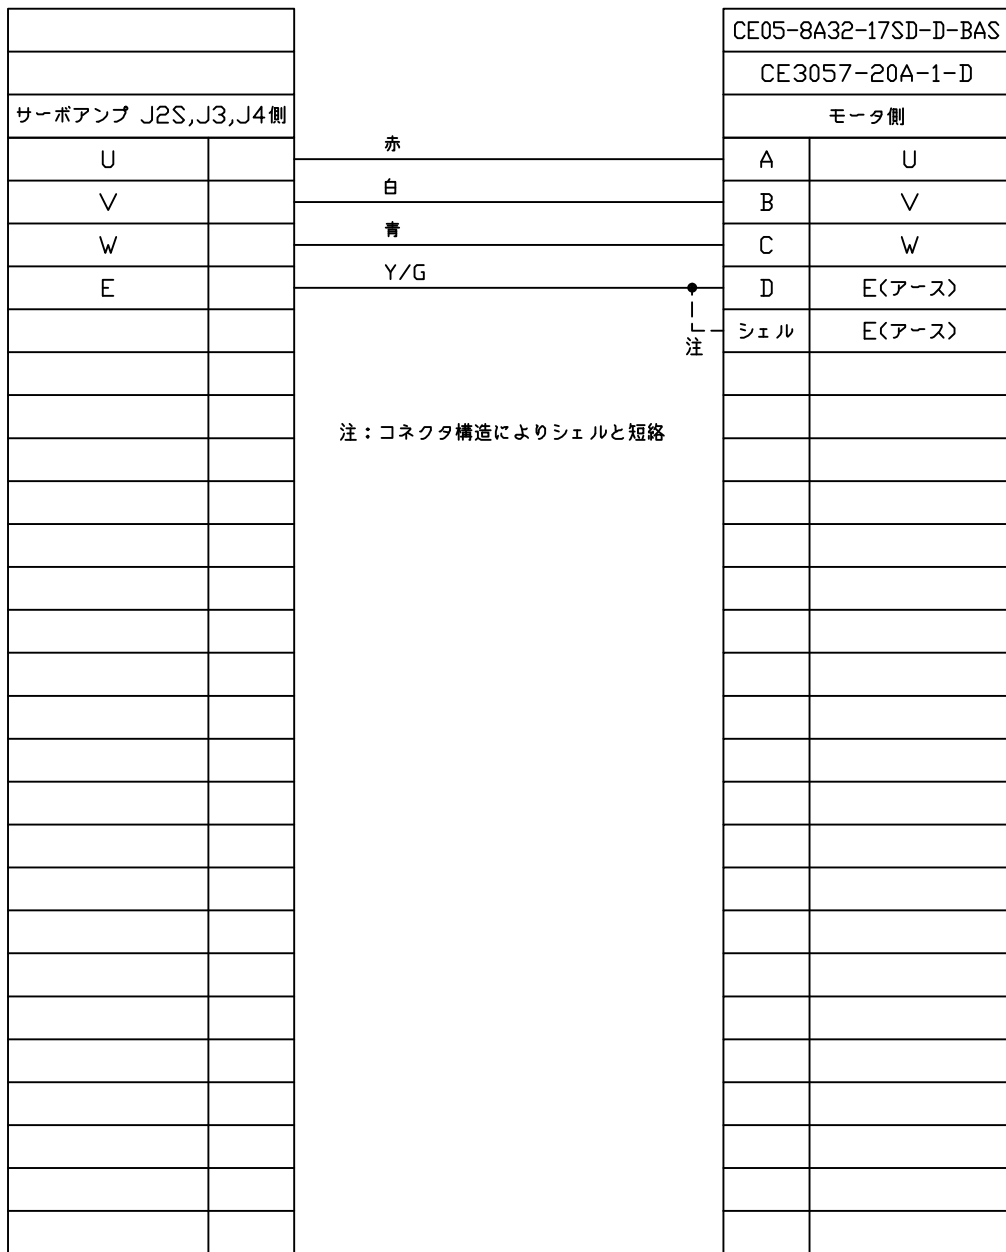 CE05-8A32-17SD-D-BAS
CE3057-20A-1-D
サーボアンプ J2S,J3,J4側
モータ側
U 赤 A U
V 白 B V
W 青 C W
E Y/G D E(アース)
シェル E(アース)
注
注：コネクタ構造によりシェルと短絡